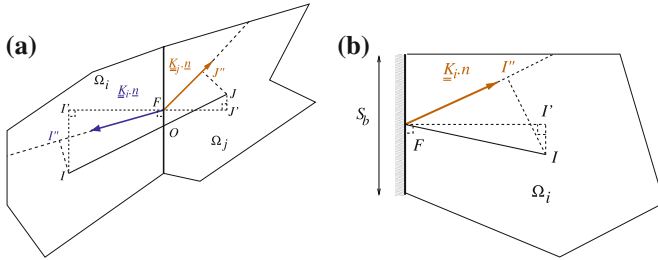 (a)
Ω_i
K_i.n
K_j.n
J''
I'
F
J
J'
I''
O
Ω_j
I
(b)
K_i.n
I''
S_b
I'
F
I
Ω_i